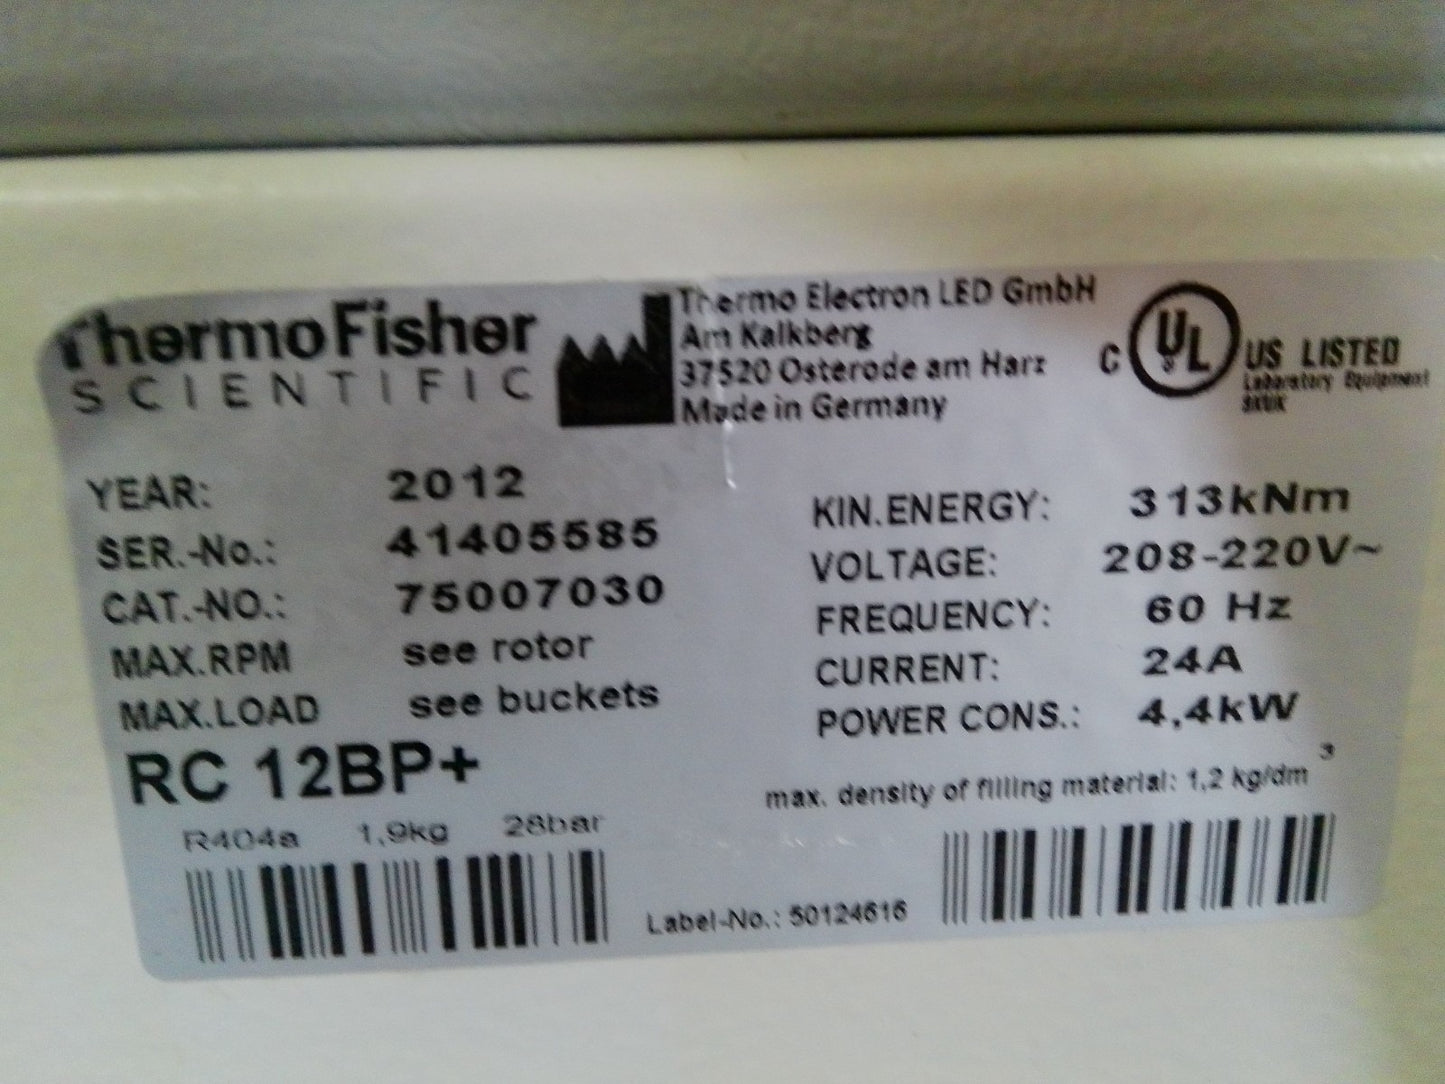 Thermo Fisher
SCIENTIFIC
Thermo Electron LED GmbH
Am Kalkberg
37520 Osterode am Harz
Made in Germany
C UL US LISTED
Laboratory Equipment
YEAR: 2012
SER.-No.: 41405585
CAT.-NO.: 75007030
MAX.RPM see rotor
MAX.LOAD see buckets
RC 12BP+
R404a 1,9kg 28bar
KIN.ENERGY: 313kNm
VOLTAGE: 208-220V~
FREQUENCY: 60 Hz
CURRENT: 24A
POWER CONS.: 4,4kW
max. density of filling material: 1,2 kg/dm³
Label-No.: 50124616